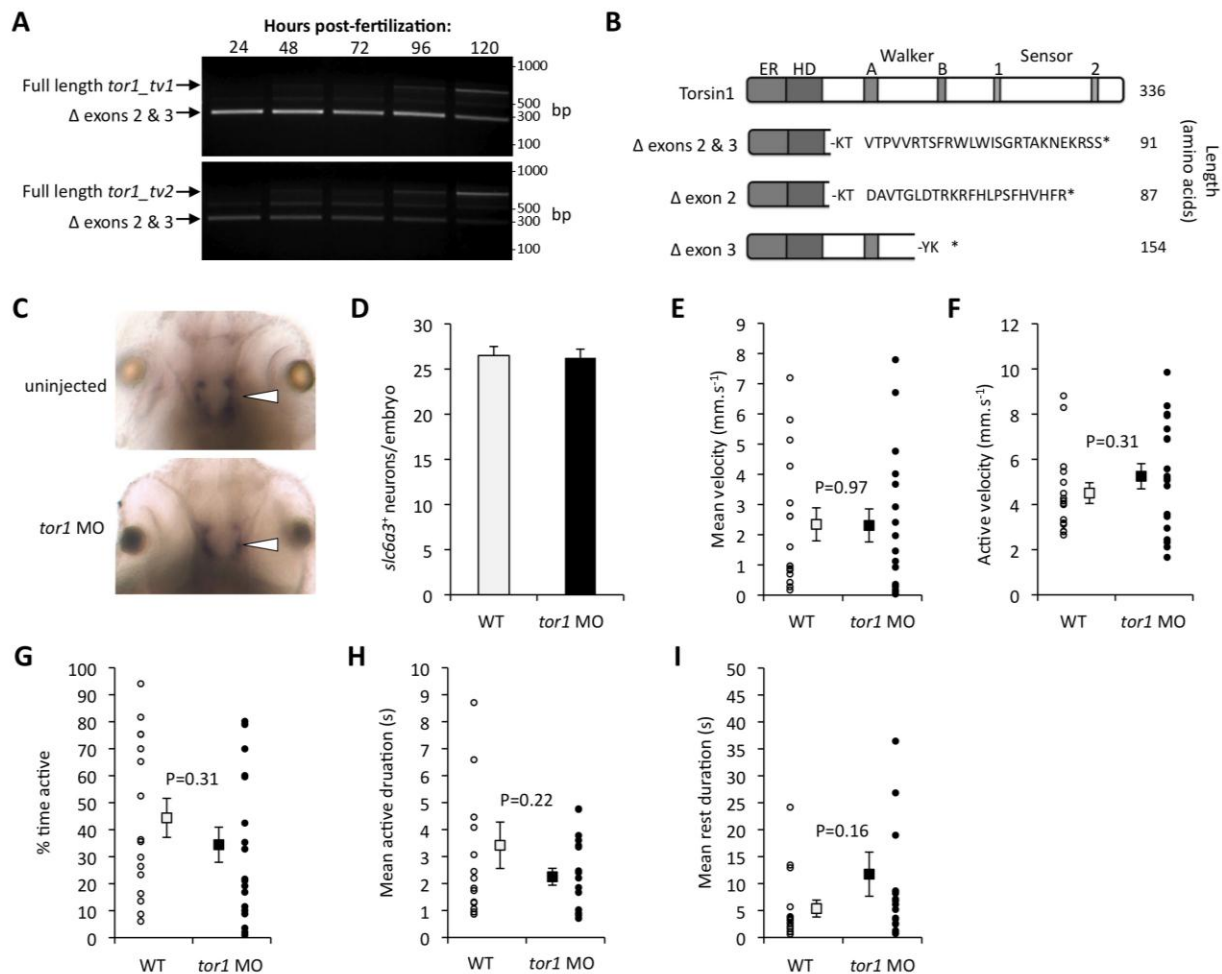 A
Hours post-fertilization:
24 48 72 96 120
Full length tor1_tv1
Δ exons 2 & 3
1000
500
300
100
bp
Full length tor1_tv2
Δ exons 2 & 3
1000
500
300
100
bp
B
Walker Sensor
ER HD A B 1 2
Torsin1 336
Δ exons 2 & 3 -KT VTPVVRTSFRWLWISGRTAKNEKRSS* 91
Δ exon 2 -KT DAVTGLDTRKRFHLPSFHVHFR* 87
Δ exon 3 -YK * 154
Length
(amino acids)
C
uninjected
tor1 MO
D
slc6a3+ neurons/embryo
30
25
20
15
10
5
0
WT tor1 MO
E
Mean velocity (mm.s⁻¹)
9
8
7
6
5
4
3
2
1
0
P=0.97
WT tor1 MO
F
Active velocity (mm.s⁻¹)
12
10
8
6
4
2
0
P=0.31
WT tor1 MO
G
% time active
100
90
80
70
60
50
40
30
20
10
0
P=0.31
WT tor1 MO
H
Mean active druation (s)
10
9
8
7
6
5
4
3
2
1
0
P=0.22
WT tor1 MO
I
Mean rest duration (s)
50
45
40
35
30
25
20
15
10
5
0
P=0.16
WT tor1 MO